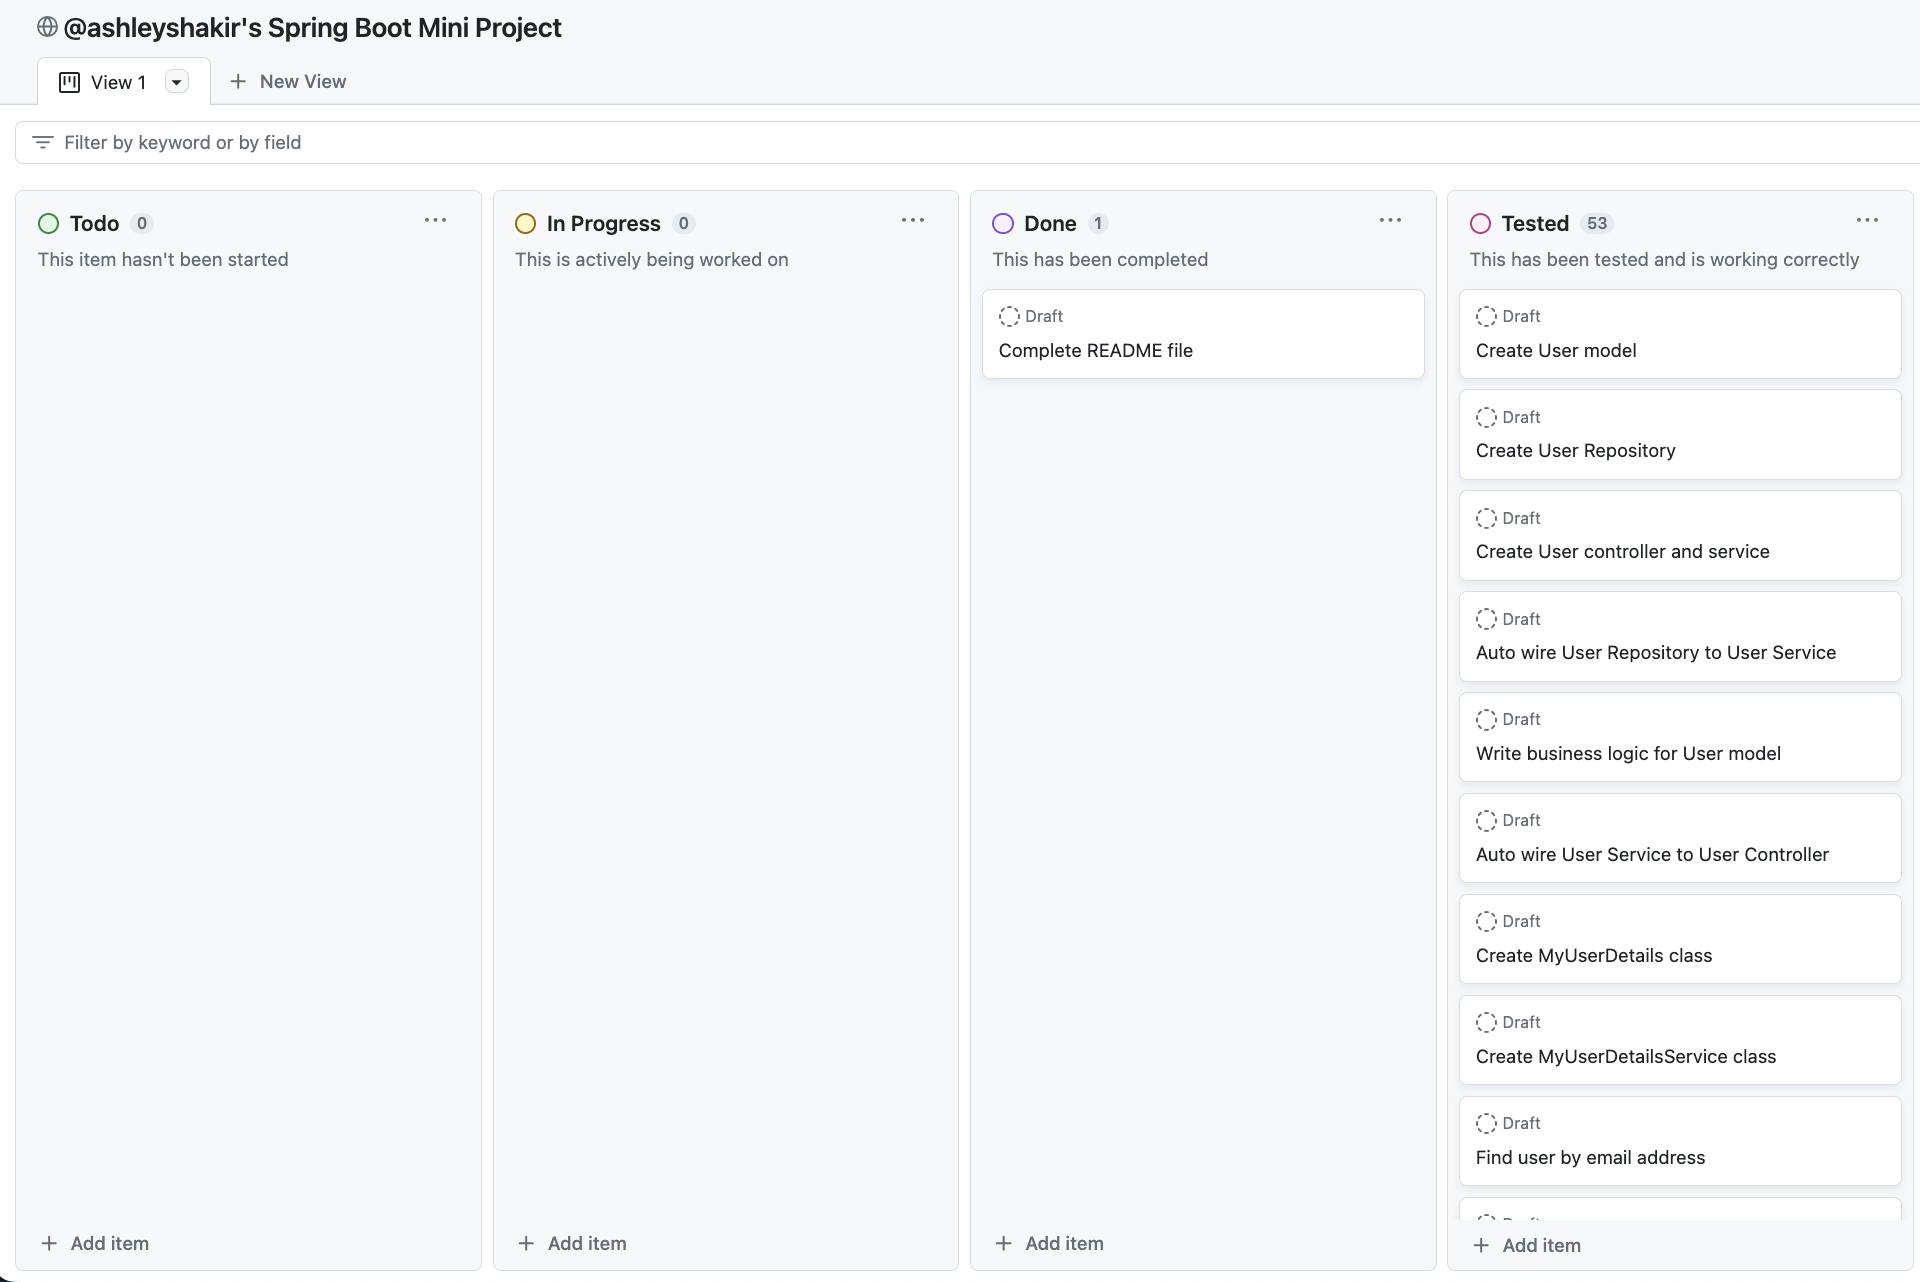 @ashleyshakir's Spring Boot Mini Project
View 1
New View
Filter by keyword or by field
Todo 0
This item hasn't been started
Add item
In Progress 0
This is actively being worked on
Add item
Done 1
This has been completed
Draft
Complete README file
Add item
Tested 53
This has been tested and is working correctly
Draft
Create User model
Draft
Create User Repository
Draft
Create User controller and service
Draft
Auto wire User Repository to User Service
Draft
Write business logic for User model
Draft
Auto wire User Service to User Controller
Draft
Create MyUserDetails class
Draft
Create MyUserDetailsService class
Draft
Find user by email address
Add item